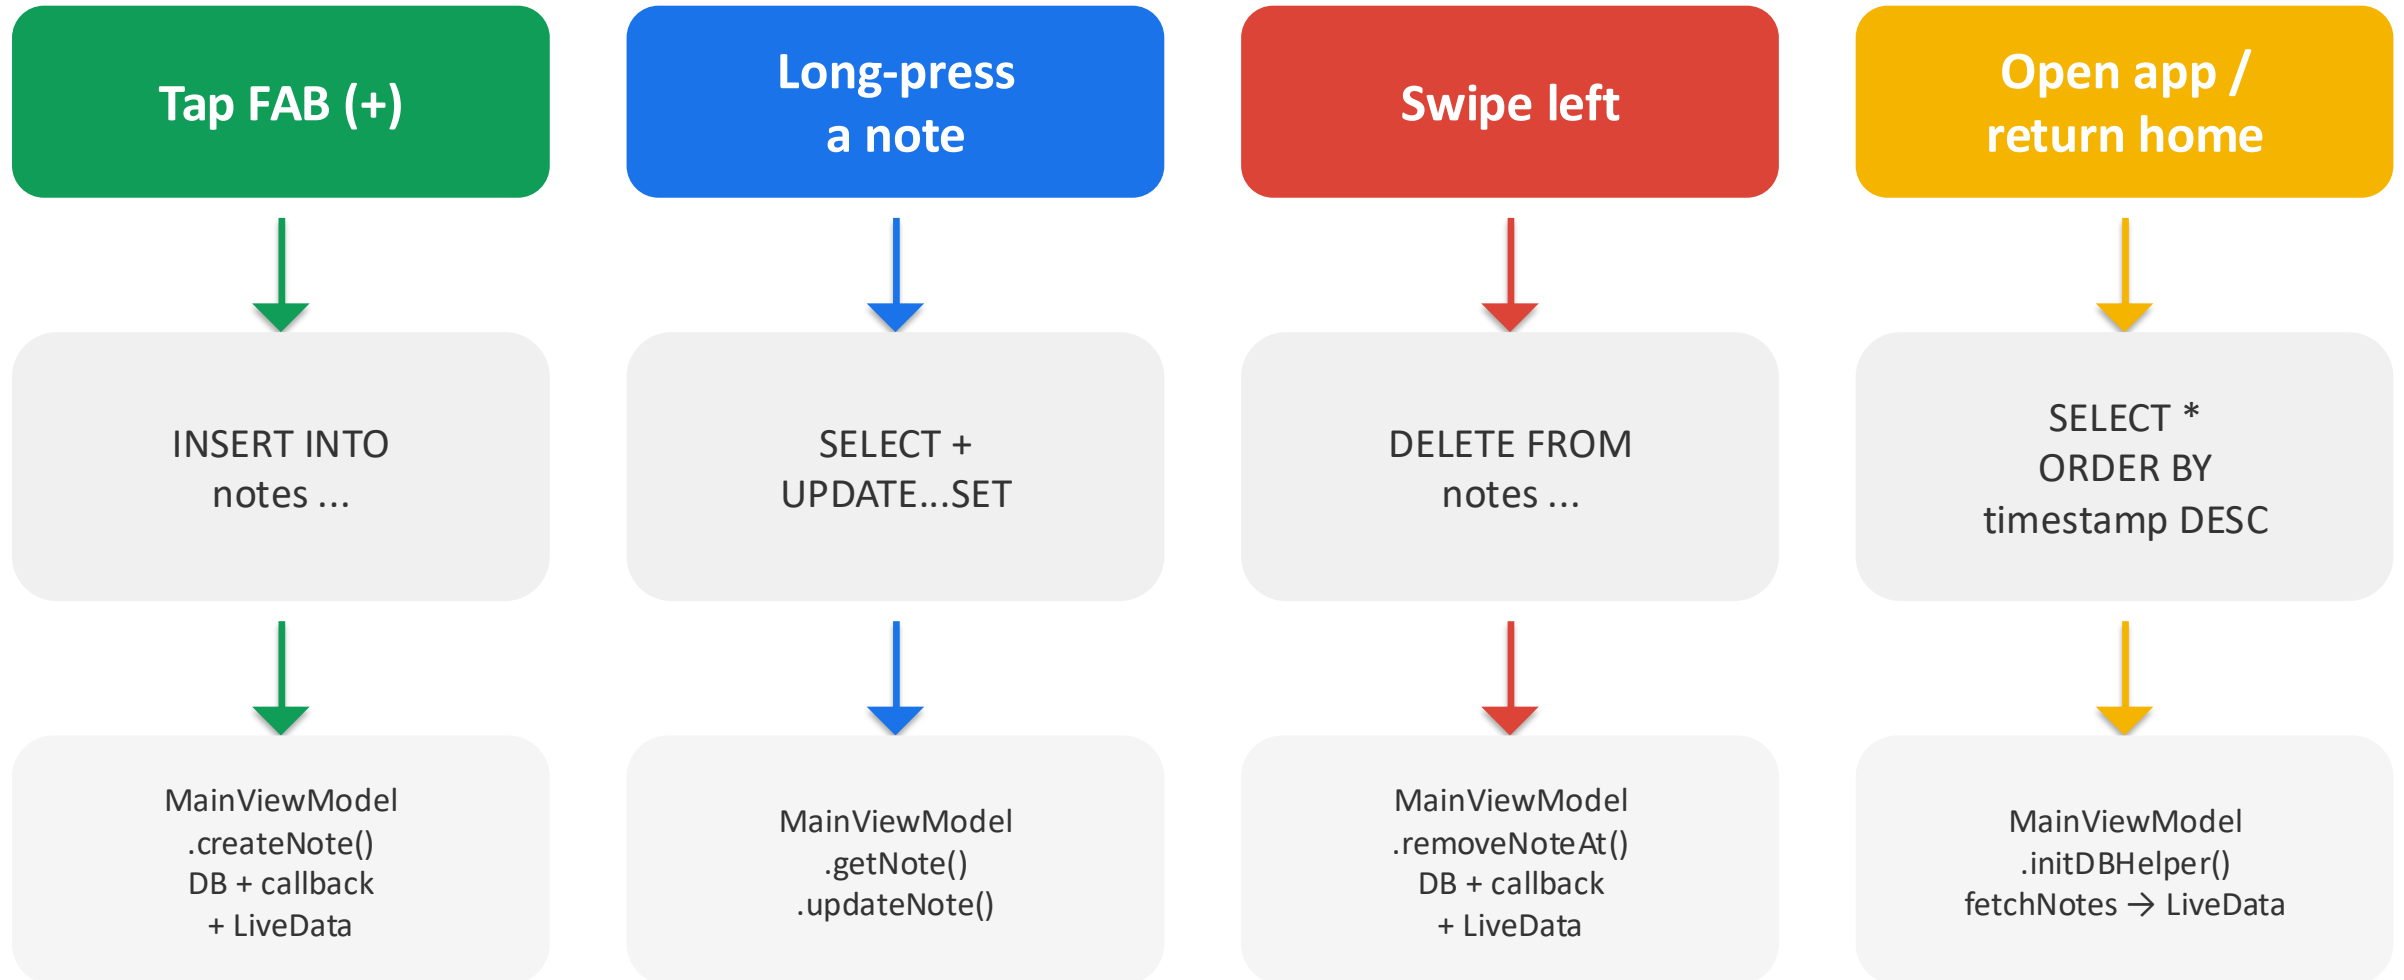 Tap FAB (+)
Long-press
a note
Swipe left
Open app /
return home
INSERT INTO
notes ...
SELECT +
UPDATE...SET
DELETE FROM
notes ...
SELECT *
ORDER BY
timestamp DESC
MainViewModel
.createNote()
DB + callback
+ LiveData
MainViewModel
.getNote()
.updateNote()
MainViewModel
.removeNoteAt()
DB + callback
+ LiveData
MainViewModel
.initDBHelper()
fetchNotes → LiveData